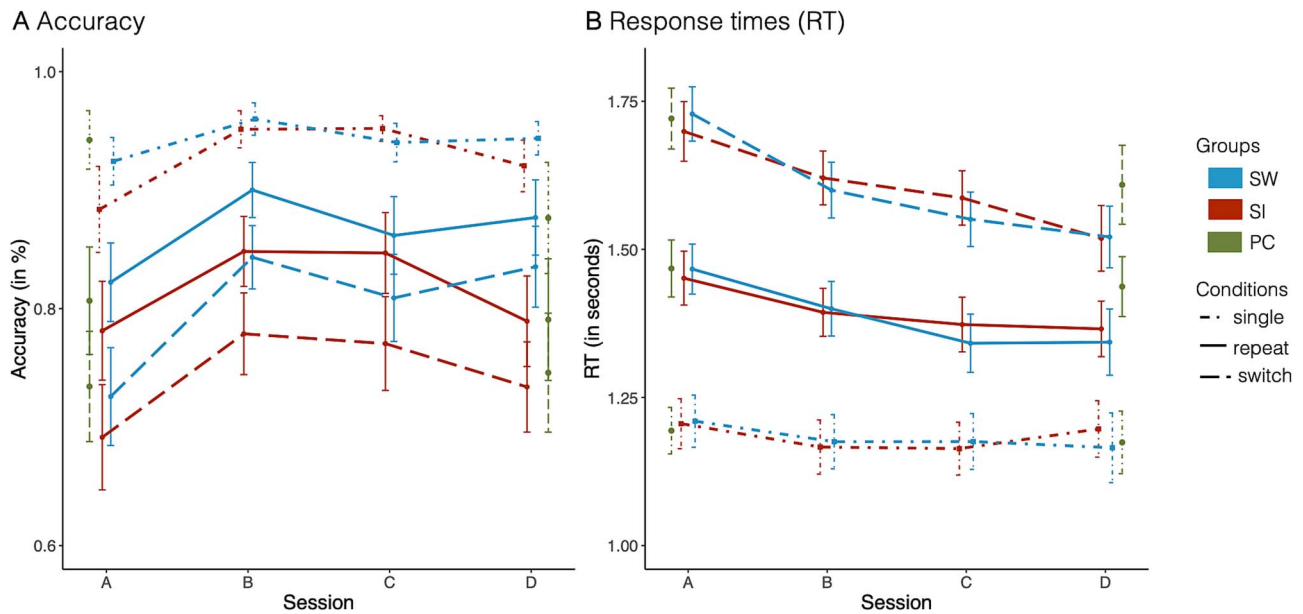 A Accuracy
1.0
0.8
0.6
Accuracy (in %)
A B C D
Session
B Response times (RT)
1.75
1.50
1.25
1.00
RT (in seconds)
A B C D
Session
Groups
SW
SI
PC
Conditions
single
repeat
switch